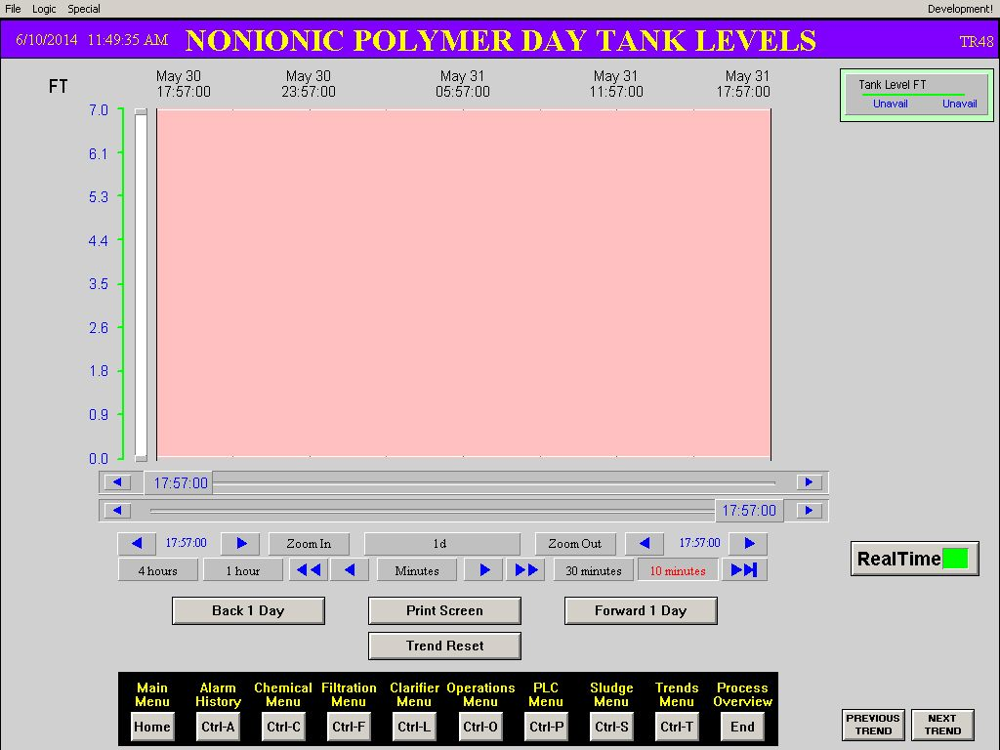 File Logic Special Development!
6/10/2014 11:49:35 AM NONIONIC POLYMER DAY TANK LEVELS TR48
FT
May 30 May 30 May 31 May 31 May 31
17:57:00 23:57:00 05:57:00 11:57:00 17:57:00
Tank Level FT
Unavail Unavail
7.0
6.1
5.3
4.4
3.5
2.6
1.8
0.9
0.0
17:57:00
17:57:00
17:57:00 Zoom In 1d Zoom Out 17:57:00
4 hours 1 hour Minutes 30 minutes 10 minutes
RealTime
Back 1 Day Print Screen Forward 1 Day
Trend Reset
Main Alarm Chemical Filtration Clarifier Operations PLC Sludge Trends Process
Menu History Menu Menu Menu Menu Menu Menu Menu Overview
Home Ctrl-A Ctrl-C Ctrl-F Ctrl-L Ctrl-O Ctrl-P Ctrl-S Ctrl-T End
PREVIOUS NEXT
TREND TREND